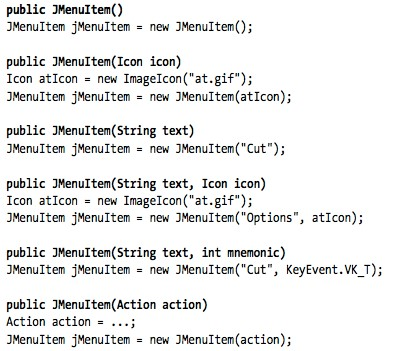 public JMenuItem()
JMenuItem jMenuItem = new JMenuItem();
public JMenuItem(Icon icon)
Icon atIcon = new ImageIcon("at.gif");
JMenuItem jMenuItem = new JMenuItem(atIcon);
public JMenuItem(String text)
JMenuItem jMenuItem = new JMenuItem("Cut");
public JMenuItem(String text, Icon icon)
Icon atIcon = new ImageIcon("at.gif");
JMenuItem jMenuItem = new JMenuItem("Options", atIcon);
public JMenuItem(String text, int mnemonic)
JMenuItem jMenuItem = new JMenuItem("Cut", KeyEvent.VK_T);
public JMenuItem(Action action)
Action action = ...;
JMenuItem jMenuItem = new JMenuItem(action);